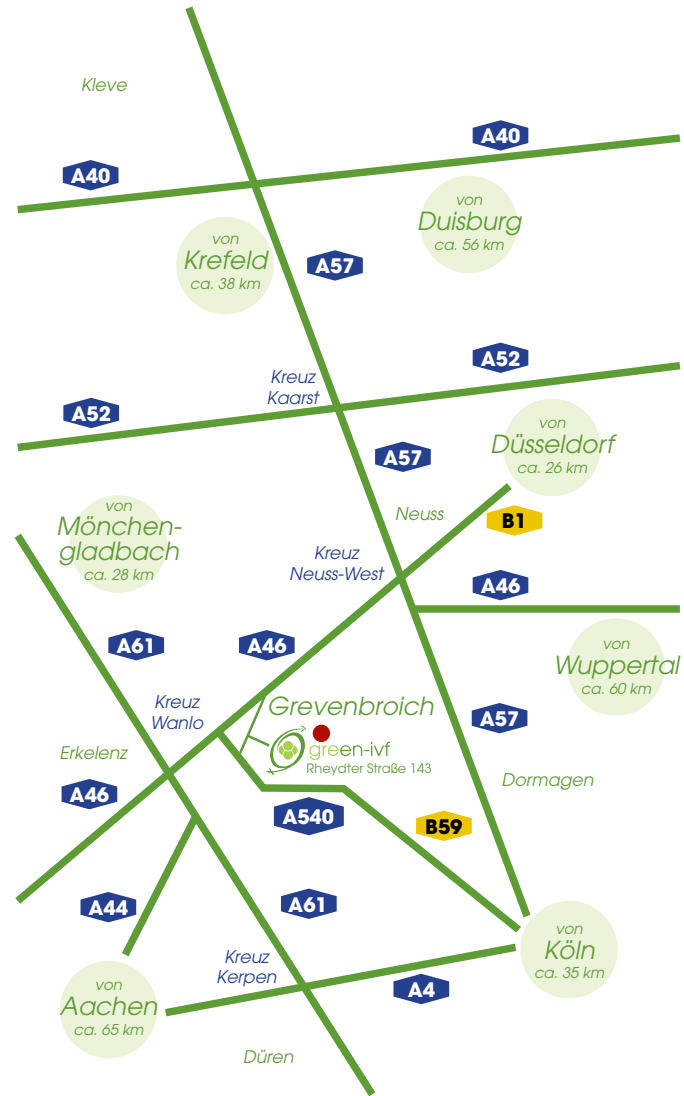 Kleve
A40
A40
von
Duisburg
ca. 56 km
von
Krefeld
ca. 38 km
A57
A52
Kreuz
Kaarst
A52
von
Düsseldorf
ca. 26 km
A57
Neuss
B1
von
Mönchen-
gladbach
ca. 28 km
Kreuz
Neuss-West
A46
A61
A46
von
Wuppertal
ca. 60 km
Kreuz
Wanlo
Grevenbroich
A57
green-ivf
Rheydter Straße 143
Erkelenz
A46
Dormagen
A540
B59
A44
A61
von
Köln
ca. 35 km
Kreuz
Kerpen
A4
von
Aachen
ca. 65 km
Düren